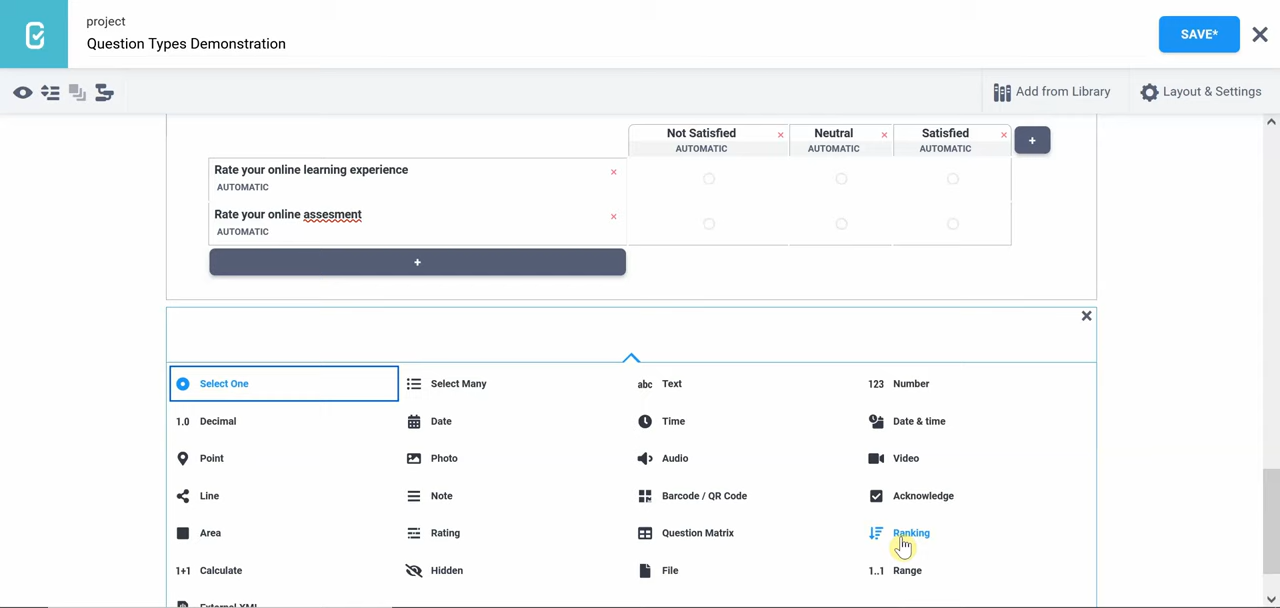 project
Question Types Demonstration
SAVE*
Add from Library
Layout & Settings
Not Satisfied
Neutral
Satisfied
AUTOMATIC
AUTOMATIC
AUTOMATIC
+
Rate your online learning experience
AUTOMATIC
Rate your online assesment
AUTOMATIC
+
Select One
Select Many
abc Text
123 Number
1.0 Decimal
Date
Time
Date & time
Point
Photo
Audio
Video
Line
Note
Barcode / QR Code
Acknowledge
Area
Rating
Question Matrix
Ranking
1+1 Calculate
Hidden
File
1..1 Range
External XML